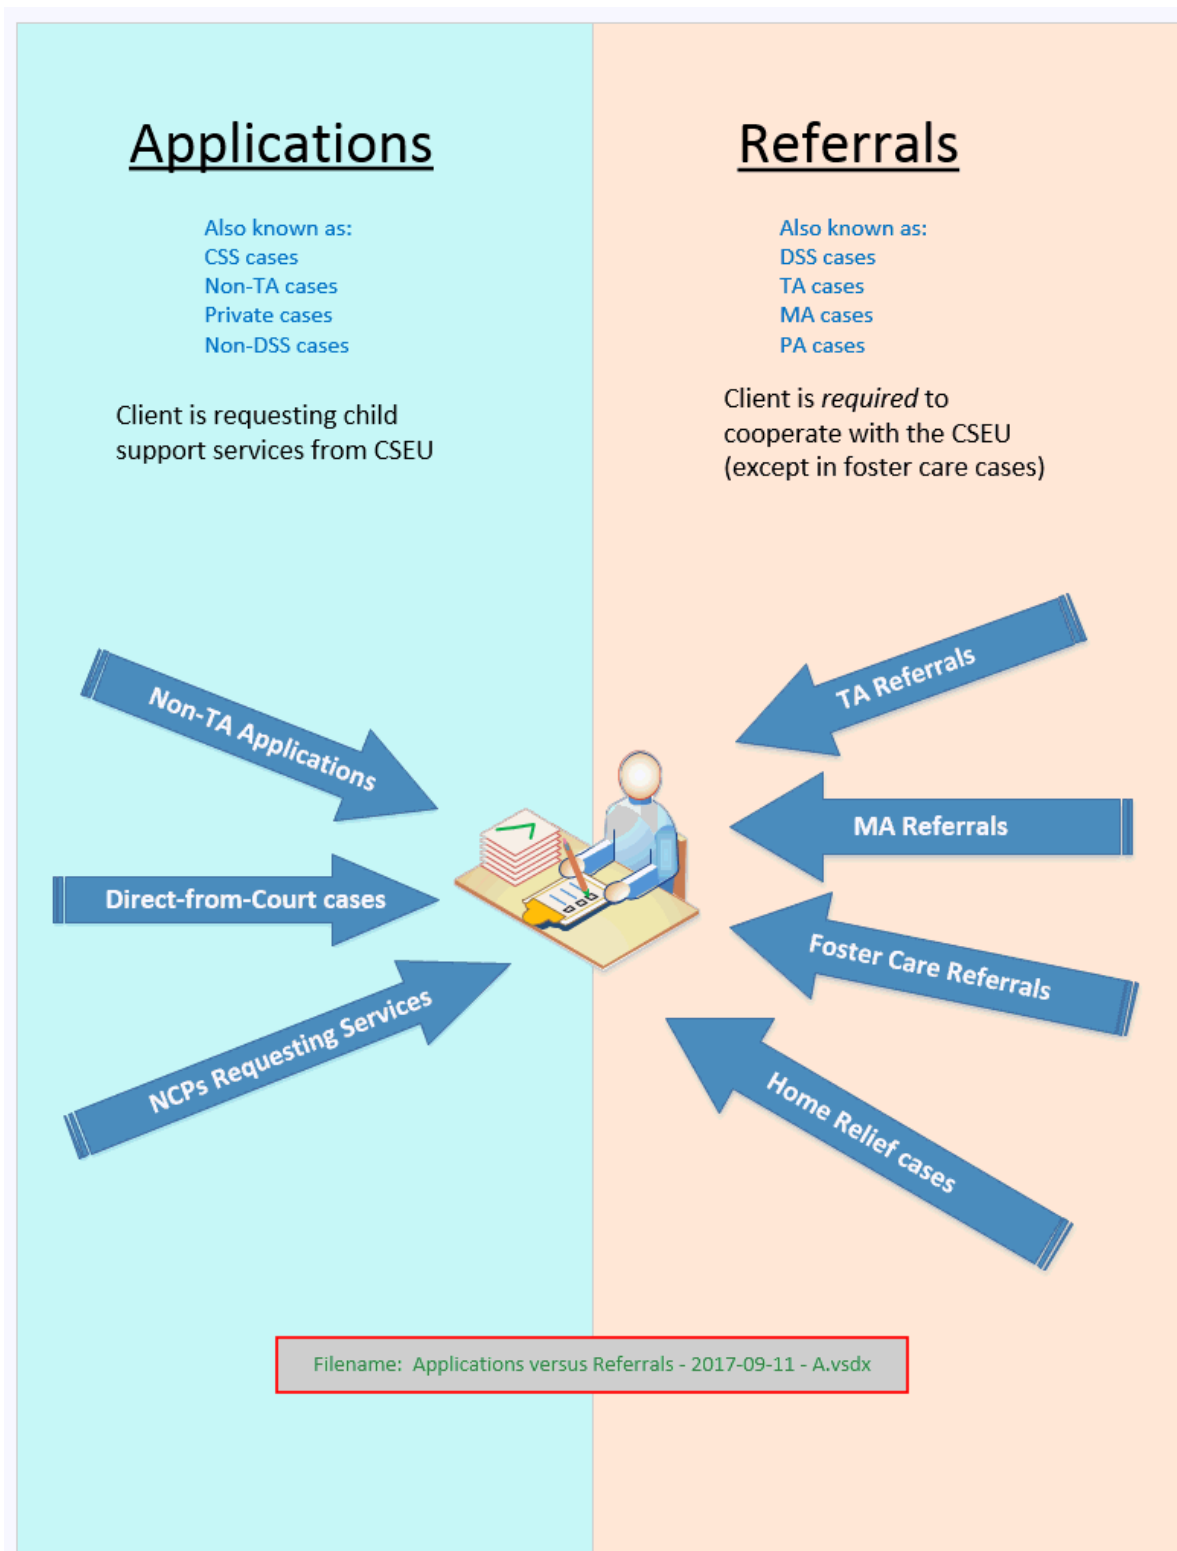 Applications
Also known as:
CSS cases
Non-TA cases
Private cases
Non-DSS cases
Client is requesting child
support services from CSEU
Referrals
Also known as:
DSS cases
TA cases
MA cases
PA cases
Client is required to
cooperate with the CSEU
(except in foster care cases)
Non-TA Applications
Direct-from-Court cases
NCPs Requesting Services
TA Referrals
MA Referrals
Foster Care Referrals
Home Relief cases
Filename:  Applications versus Referrals - 2017-09-11 - A.vsdx